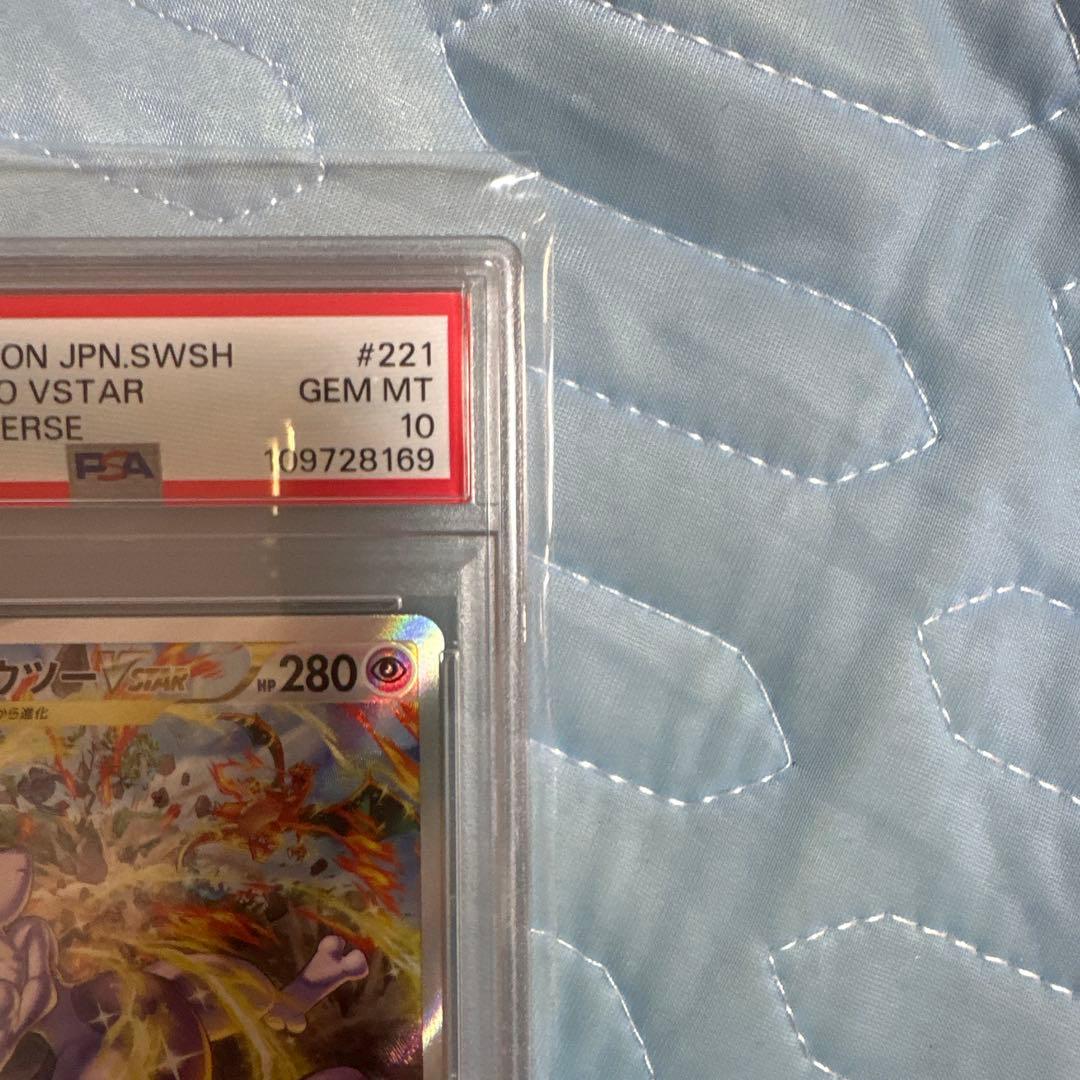 ON JPN.SWSH #221
O VSTAR GEM MT
ERSE 10
PSA 109728169
ウツー VSTAR HP 280
から進化